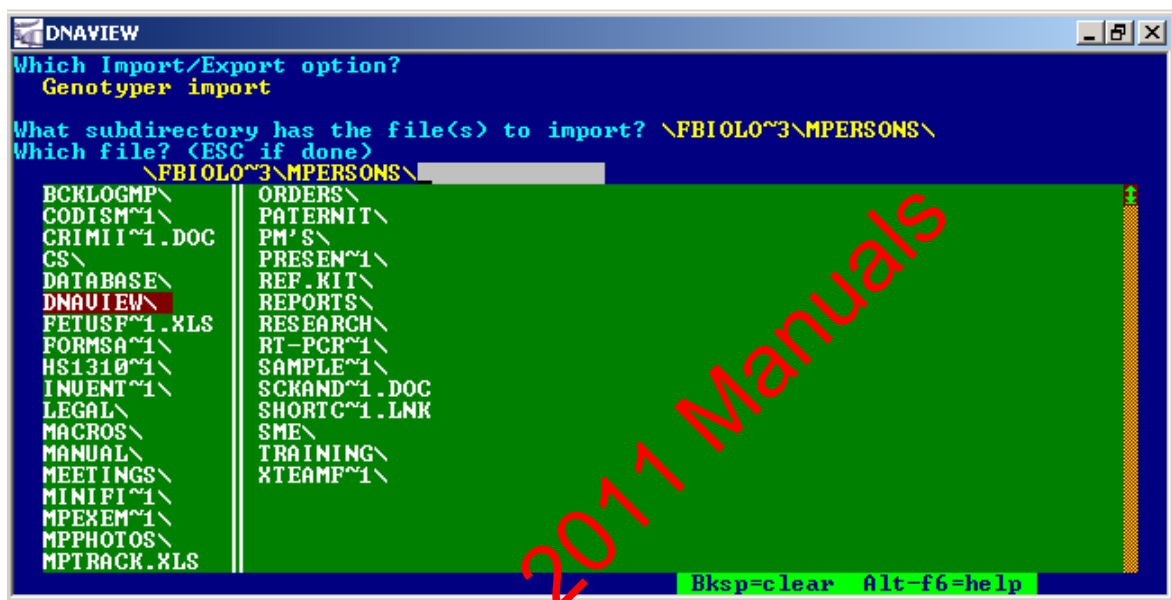 DNAVIEW
Which Import/Export option?
Genotyper import
What subdirectory has the file(s) to import? \FBIOLO~3\MPERSONS\
Which file? (ESC if done)
\FBIOLO~3\MPERSONS\_
BCKLOGMP\
CODISM~1\
CRIMII~1.DOC
CS\
DATABASE\
DNAVIEW\
FETUSF~1.XLS
FORMSA~1\
HS1310~1\
INVENT~1\
LEGAL\
MACROS\
MANUAL\
MEETINGS\
MINIFI~1\
MPEXEM~1\
MPPHOTOS\
MPTRACK.XLS
ORDERS\
PATERNIT\
PM'S\
PRESEN~1\
REF.KIT\
REPORTS\
RESEARCH\
RT-PCR~1\
SAMPLE~1\
SCKAND~1.DOC
SHORTC~1.LNK
SME\
TRAINING\
XTEAMF~1\
Bksp=clear Alt-f6=help
2011 Manuals